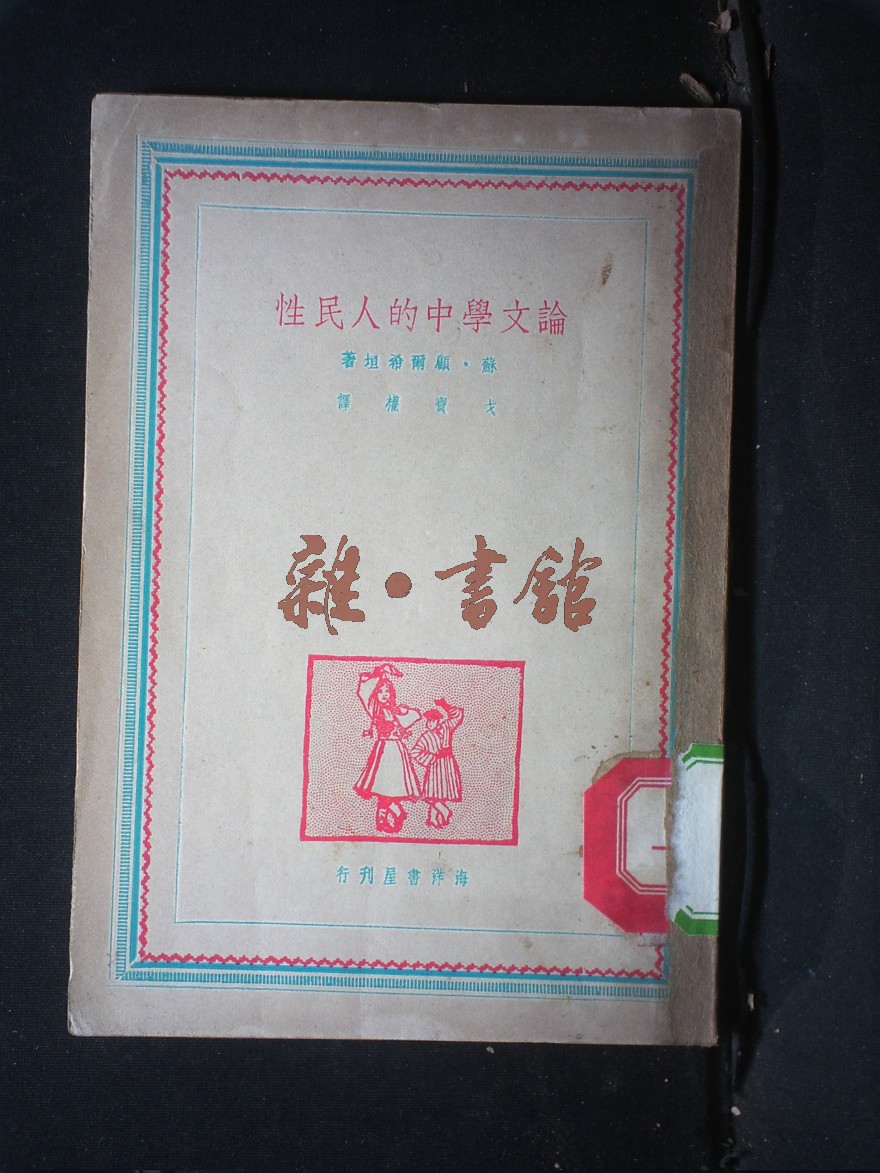 論文學中的人民性
蘇·顧爾希坦著
戈寶權譯
雜·書館
海洋書屋刊行